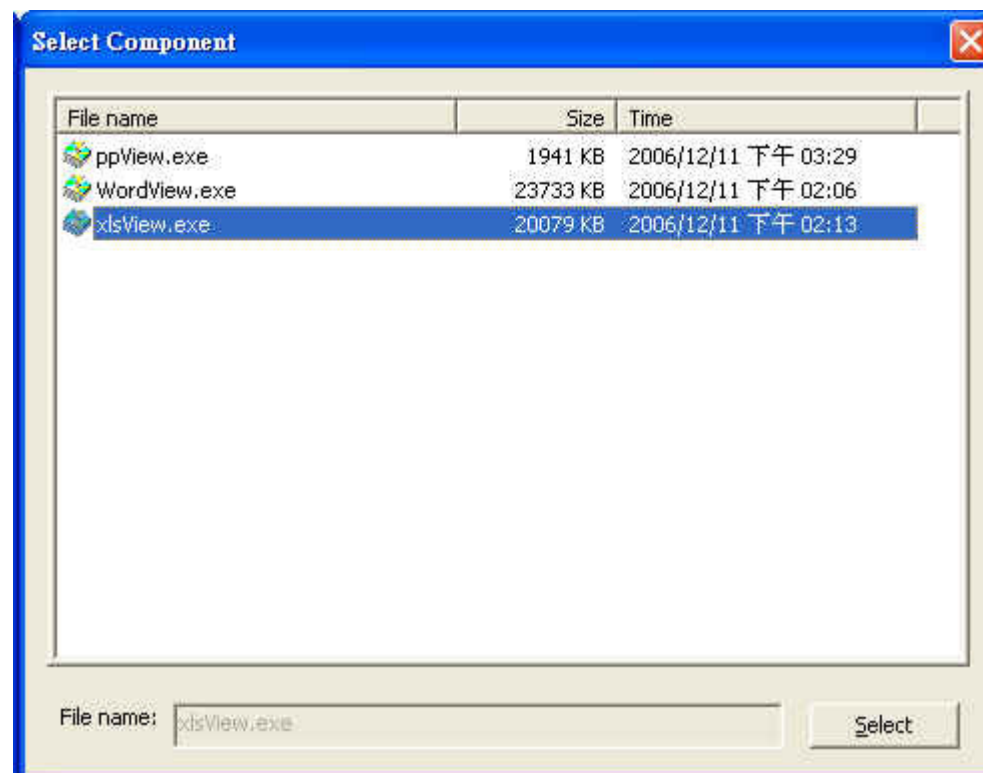 Select Component
File name Size Time
ppView.exe 1941 KB 2006/12/11 下午 03:29
WordView.exe 23733 KB 2006/12/11 下午 02:06
xlsView.exe 20079 KB 2006/12/11 下午 02:13
File name: xlsView.exe Select